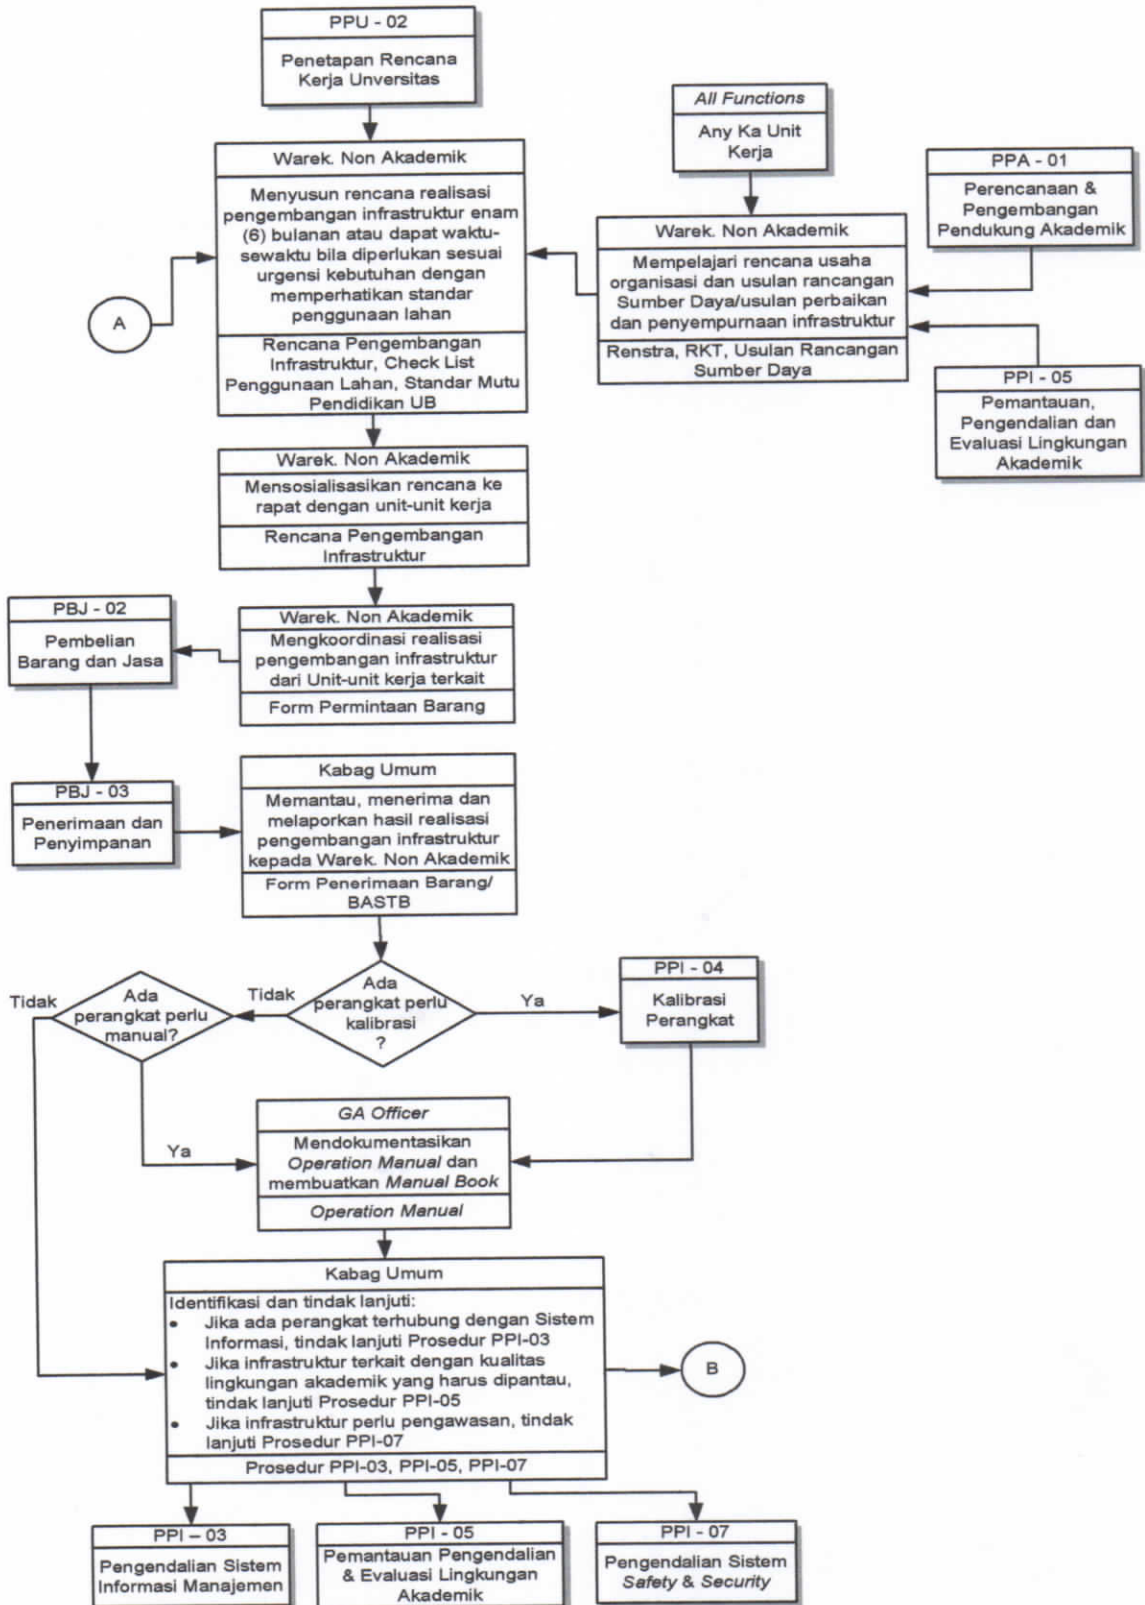 PPU - 02
Penetapan Rencana
Kerja Unversitas
All Functions
Any Ka Unit
Kerja
PPA - 01
Perencanaan &
Pengembangan
Pendukung Akademik
Warek. Non Akademik
Menyusun rencana realisasi
pengembangan infrastruktur enam
(6) bulanan atau dapat waktu-
sewaktu bila diperlukan sesuai
urgensi kebutuhan dengan
memperhatikan standar
penggunaan lahan
Rencana Pengembangan
Infrastruktur, Check List
Penggunaan Lahan, Standar Mutu
Pendidikan UB
Warek. Non Akademik
Mempelajari rencana usaha
organisasi dan usulan rancangan
Sumber Daya/usulan perbaikan
dan penyempurnaan infrastruktur
Renstra, RKT, Usulan Rancangan
Sumber Daya
A
PPI - 05
Pemantauan,
Pengendalian dan
Evaluasi Lingkungan
Akademik
Warek. Non Akademik
Mensosialisasikan rencana ke
rapat dengan unit-unit kerja
Rencana Pengembangan
Infrastruktur
Warek. Non Akademik
Mengkoordinasi realisasi
pengembangan infrastruktur
dari Unit-unit kerja terkait
Form Permintaan Barang
PBJ - 02
Pembelian
Barang dan Jasa
PBJ - 03
Penerimaan dan
Penyimpanan
Kabag Umum
Memantau, menerima dan
melaporkan hasil realisasi
pengembangan infrastruktur
kepada Warek. Non Akademik
Form Penerimaan Barang/
BASTB
Ada
perangkat perlu
kalibrasi
?
Ya
PPI - 04
Kalibrasi
Perangkat
Tidak
Ada
perangkat perlu
manual?
Tidak
Ya
GA Officer
Mendokumentasikan
Operation Manual dan
membuatkan Manual Book
Operation Manual
Kabag Umum
Identifikasi dan tindak lanjuti:
• Jika ada perangkat terhubung dengan Sistem
Informasi, tindak lanjuti Prosedur PPI-03
• Jika infrastruktur terkait dengan kualitas
lingkungan akademik yang harus dipantau,
tindak lanjuti Prosedur PPI-05
• Jika infrastruktur perlu pengawasan, tindak
lanjuti Prosedur PPI-07
Prosedur PPI-03, PPI-05, PPI-07
B
PPI – 03
Pengendalian Sistem
Informasi Manajemen
PPI - 05
Pemantauan Pengendalian
& Evaluasi Lingkungan
Akademik
PPI - 07
Pengendalian Sistem
Safety & Security